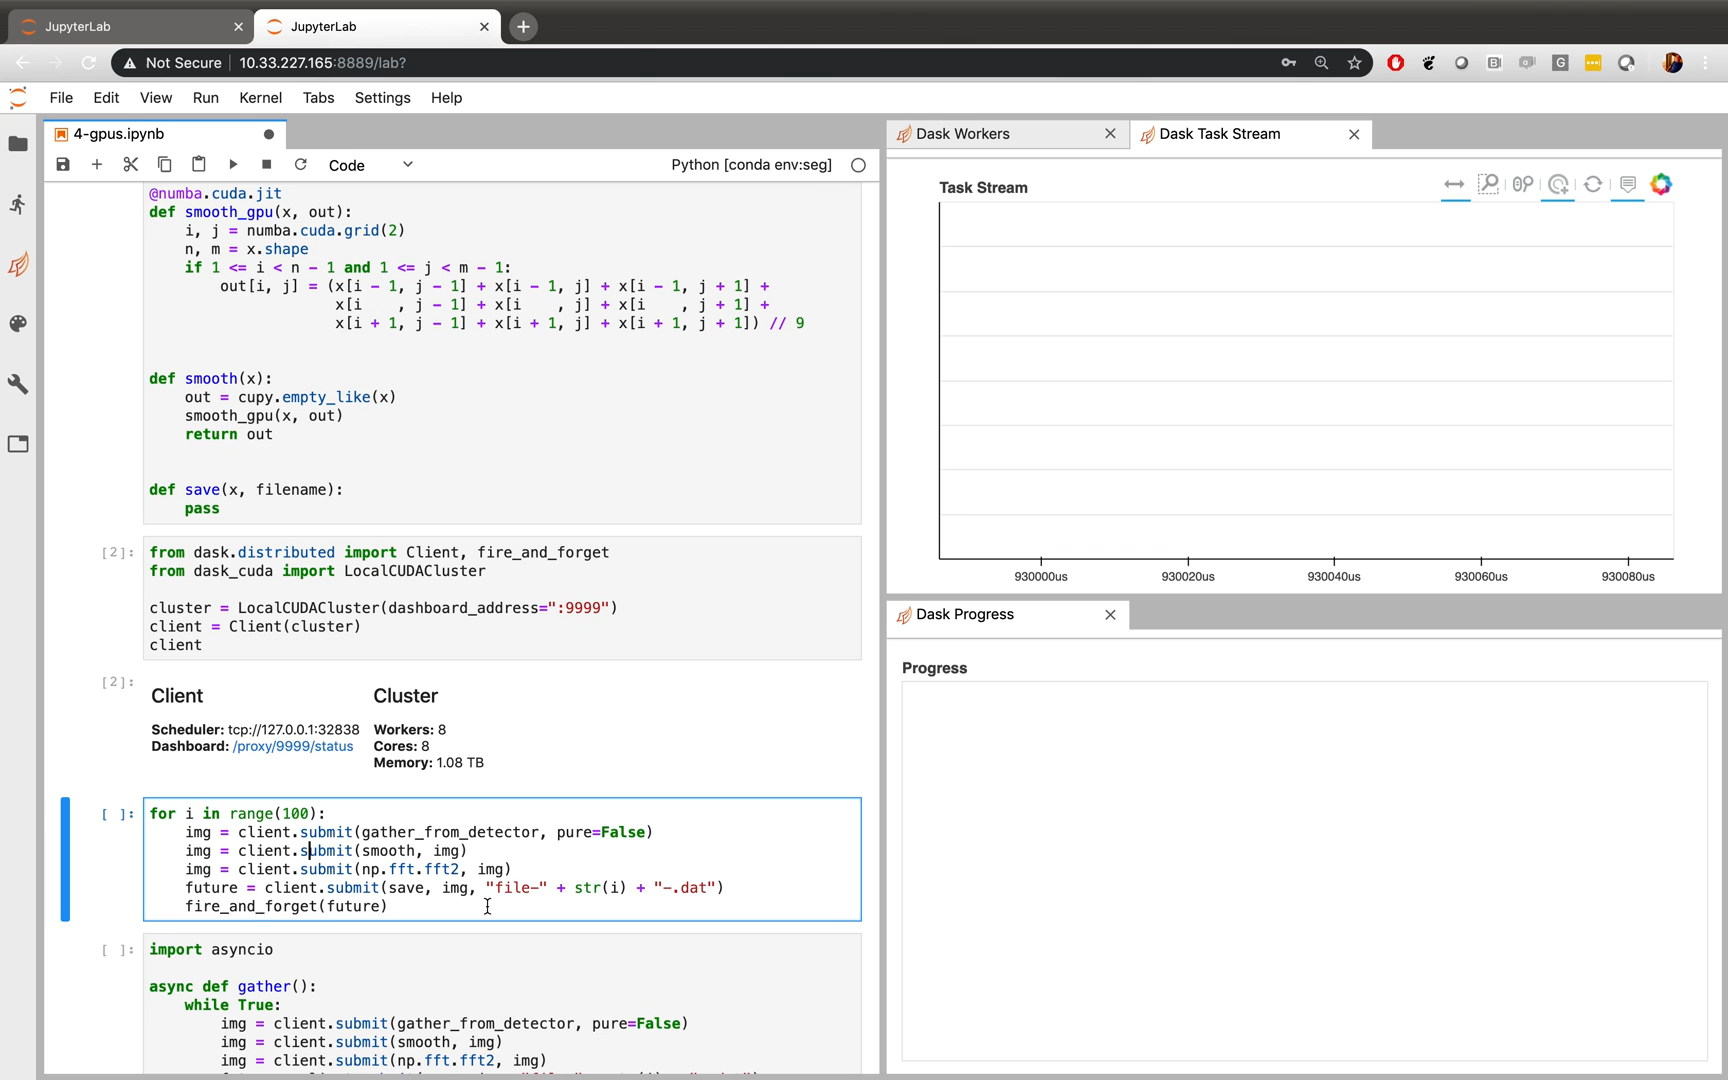 JupyterLab
JupyterLab
Not Secure 10.33.227.165:8889/lab?
File Edit View Run Kernel Tabs Settings Help
4-gpus.ipynb
Code Python [conda env:seg]
@numba.cuda.jit
def smooth_gpu(x, out):
    i, j = numba.cuda.grid(2)
    n, m = x.shape
    if 1 <= i < n - 1 and 1 <= j < m - 1:
        out[i, j] = (x[i - 1, j - 1] + x[i - 1, j] + x[i - 1, j + 1] +
                     x[i    , j - 1] + x[i    , j] + x[i    , j + 1] +
                     x[i + 1, j - 1] + x[i + 1, j] + x[i + 1, j + 1]) // 9
def smooth(x):
    out = cupy.empty_like(x)
    smooth_gpu(x, out)
    return out
def save(x, filename):
    pass
[2]: from dask.distributed import Client, fire_and_forget
from dask_cuda import LocalCUDACluster
cluster = LocalCUDACluster(dashboard_address=":9999")
client = Client(cluster)
client
[2]:
Client
Scheduler: tcp://127.0.0.1:32838
Dashboard: /proxy/9999/status
Cluster
Workers: 8
Cores: 8
Memory: 1.08 TB
[ ]: for i in range(100):
    img = client.submit(gather_from_detector, pure=False)
    img = client.submit(smooth, img)
    img = client.submit(np.fft.fft2, img)
    future = client.submit(save, img, "file-" + str(i) + "-.dat")
    fire_and_forget(future)
[ ]: import asyncio
async def gather():
    while True:
        img = client.submit(gather_from_detector, pure=False)
        img = client.submit(smooth, img)
        img = client.submit(np.fft.fft2, img)
Dask Workers
Dask Task Stream
Task Stream
930000us 930020us 930040us 930060us 930080us
Dask Progress
Progress